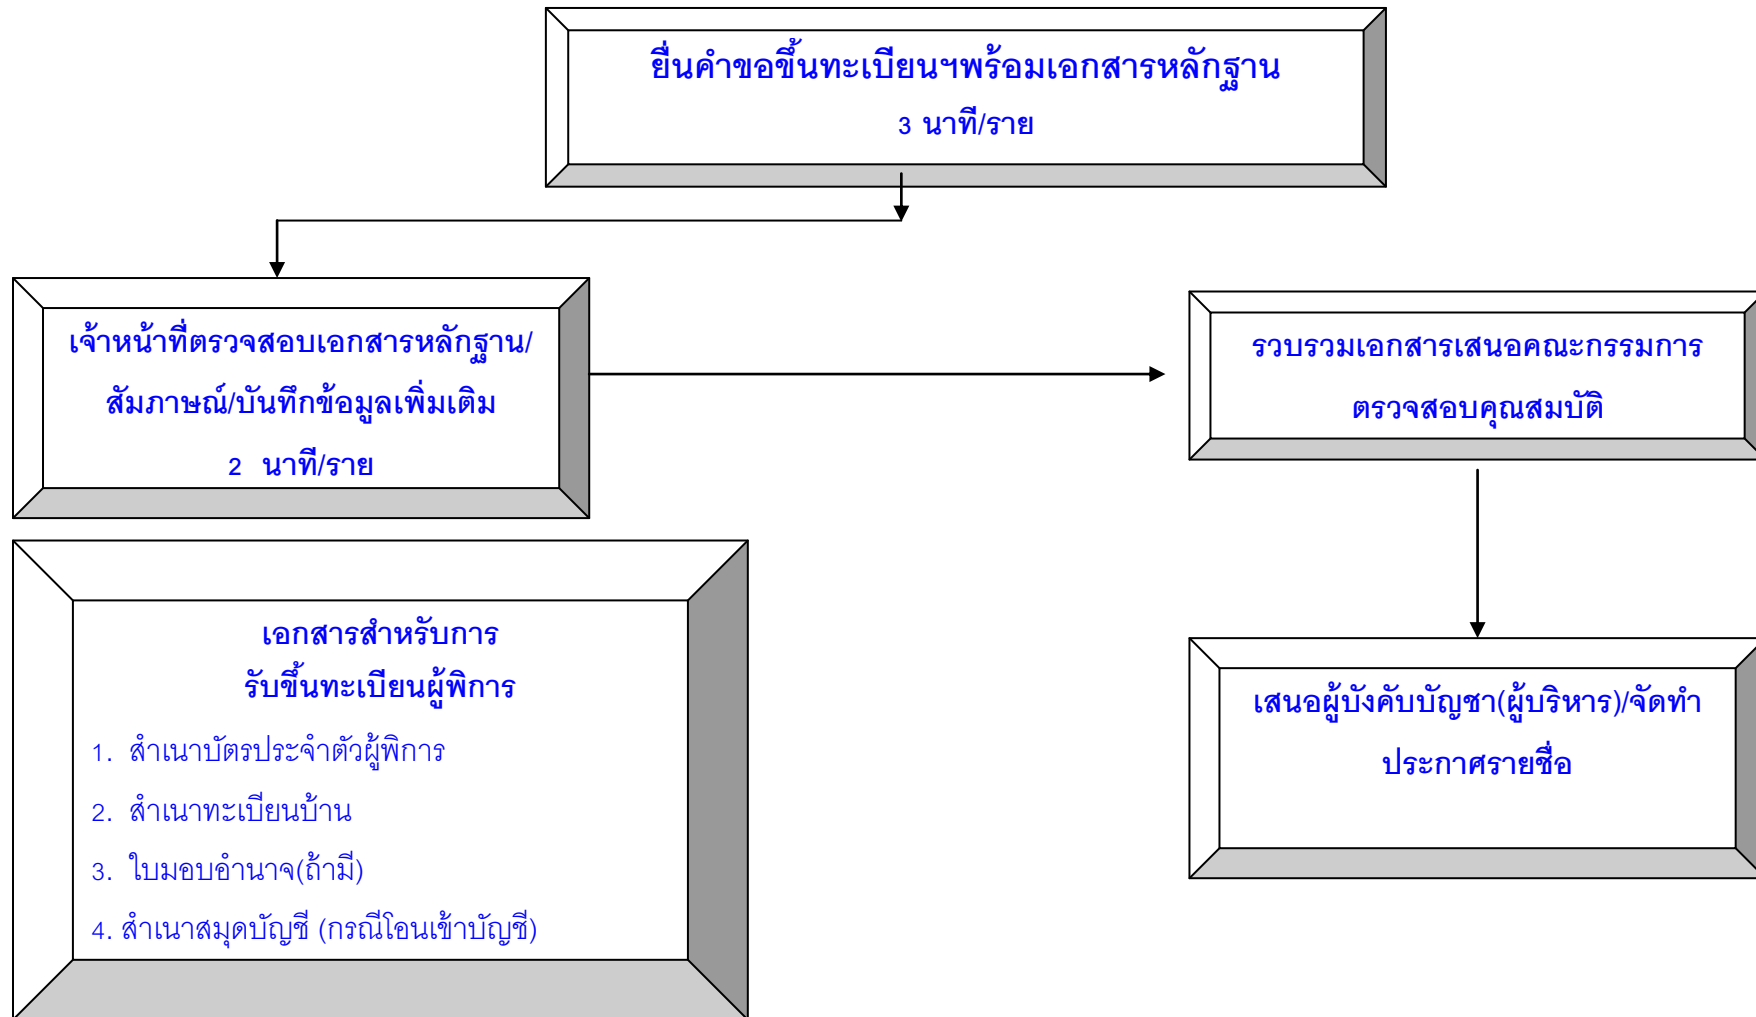 ยื่นคำขอขึ้นทะเบียนฯพร้อมเอกสารหลักฐาน
3 นาที/ราย
เจ้าหน้าที่ตรวจสอบเอกสารหลักฐาน/
สัมภาษณ์/บันทึกข้อมูลเพิ่มเติม
2 นาที/ราย
รวบรวมเอกสารเสนอคณะกรรมการ
ตรวจสอบคุณสมบัติ
เสนอผู้บังคับบัญชา(ผู้บริหาร)/จัดทำ
ประกาศรายชื่อ
เอกสารสำหรับการ
รับขึ้นทะเบียนผู้พิการ
1. สำเนาบัตรประจำตัวผู้พิการ
2. สำเนาทะเบียนบ้าน
3. ใบมอบอำนาจ(ถ้ามี)
4. สำเนาสมุดบัญชี (กรณีโอนเข้าบัญชี)